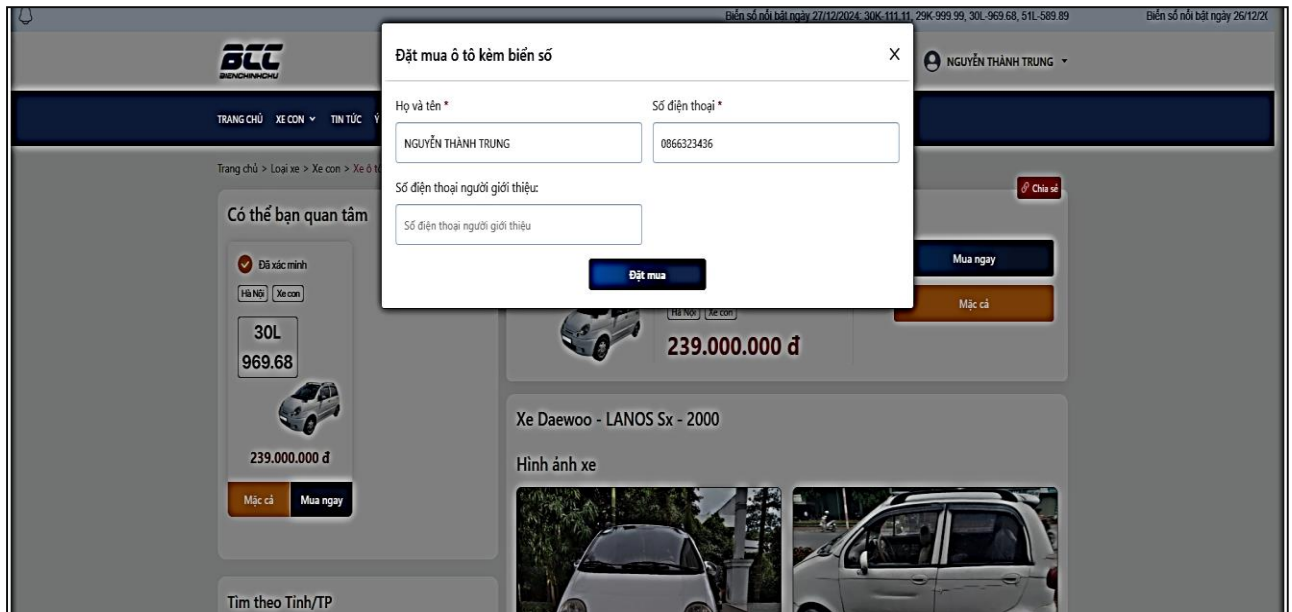 Biển số nổi bật ngày 27/12/2024: 30K-111.11, 29K-999.99, 30L-969.68, 51L-589.89
Biển số nổi bật ngày 26/12/20
BCC
BIENCHINHCHU
NGUYỄN THÀNH TRUNG
Đặt mua ô tô kèm biển số
X
Họ và tên *
Số điện thoại *
NGUYỄN THÀNH TRUNG
0866323436
Số điện thoại người giới thiệu:
Số điện thoại người giới thiệu
Đặt mua
TRANG CHỦ XE CON TIN TỨC Ý
Trang chủ > Loại xe > Xe con > Xe ô tô
Chia sẻ
Có thể bạn quan tâm
Đã xác minh
Hà Nội Xe con
30L
969.68
239.000.000 đ
Mặc cả Mua ngay
Tìm theo Tỉnh/TP
Mua ngay
Mặc cả
Hà Nội Xe con
239.000.000 đ
Xe Daewoo - LANOS Sx - 2000
Hình ảnh xe